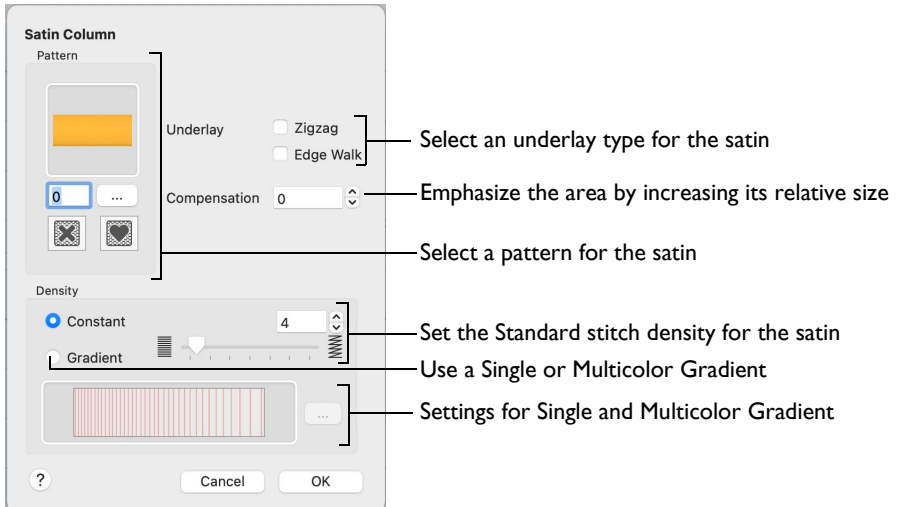 Satin Column
Pattern
Underlay
Zigzag
Edge Walk
Select an underlay type for the satin
0
...
Compensation
0
Emphasize the area by increasing its relative size
Select a pattern for the satin
Density
Constant
4
Set the Standard stitch density for the satin
Gradient
Use a Single or Multicolor Gradient
...
Settings for Single and Multicolor Gradient
?
Cancel
OK